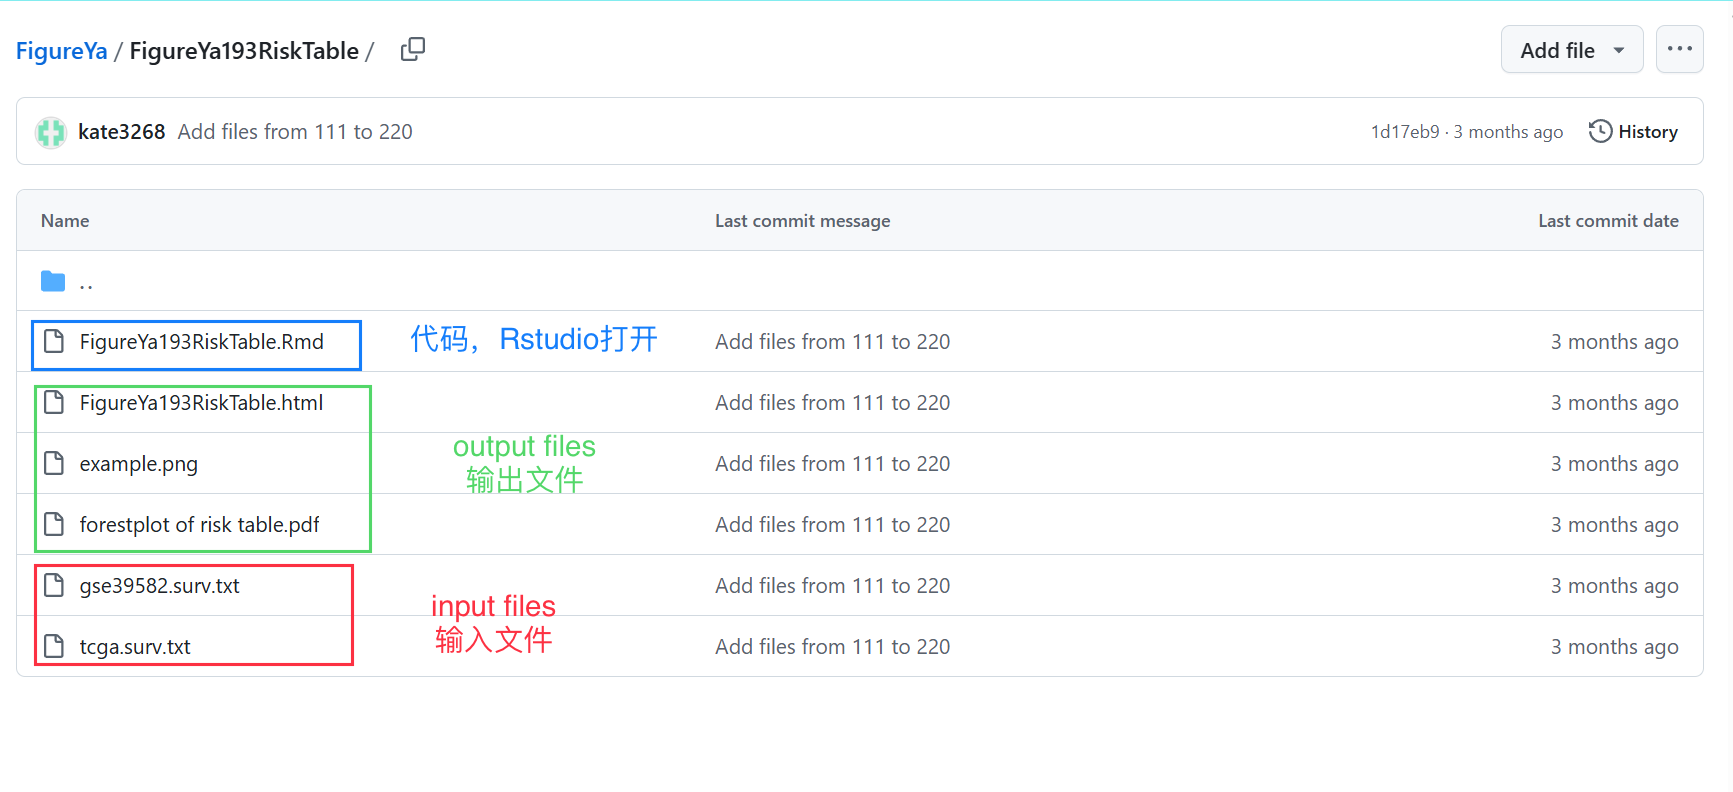 FigureYa / FigureYa193RiskTable /
Add file
kate3268 Add files from 111 to 220
1d17eb9 · 3 months ago
History
Name Last commit message Last commit date
..
FigureYa193RiskTable.Rmd 代码，Rstudio打开 Add files from 111 to 220 3 months ago
FigureYa193RiskTable.html Add files from 111 to 220 3 months ago
output files
输出文件
example.png Add files from 111 to 220 3 months ago
forestplot of risk table.pdf Add files from 111 to 220 3 months ago
gse39582.surv.txt Add files from 111 to 220 3 months ago
input files
输入文件
tcga.surv.txt Add files from 111 to 220 3 months ago